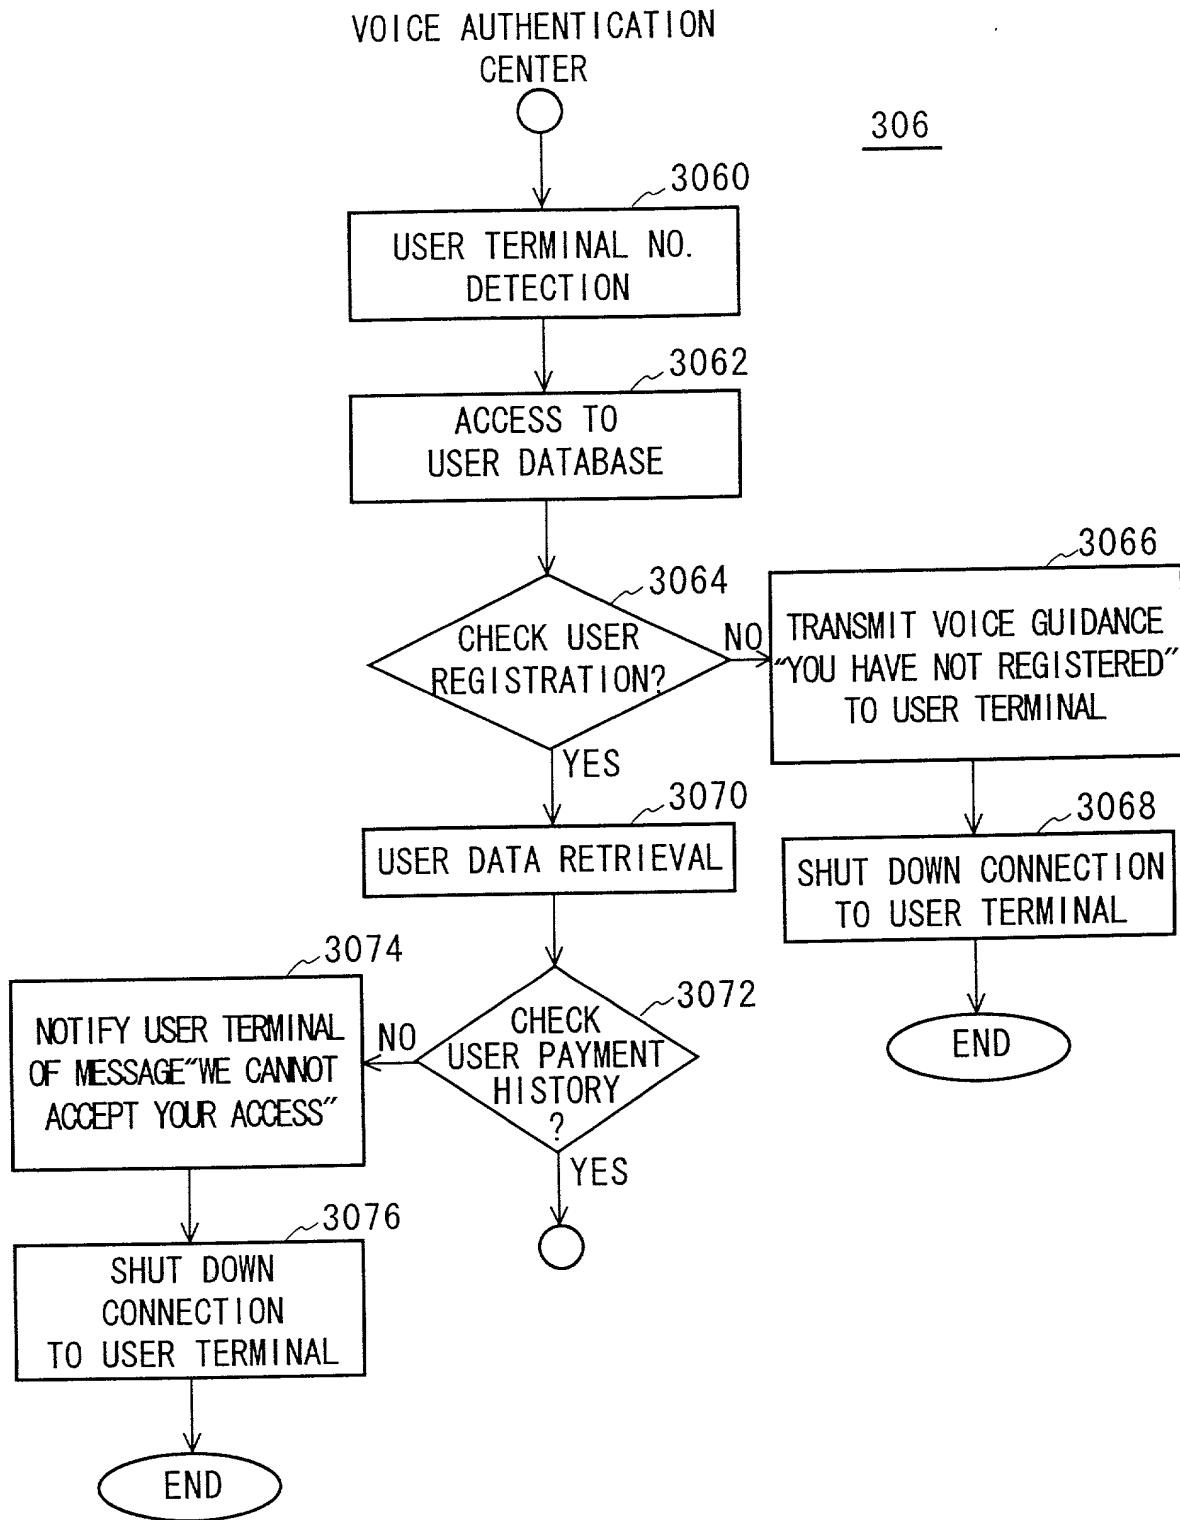 VOICE AUTHENTICATION
CENTER
306
3060
USER TERMINAL NO.
DETECTION
3062
ACCESS TO
USER DATABASE
3064
CHECK USER
REGISTRATION?
NO
3066
TRANSMIT VOICE GUIDANCE
"YOU HAVE NOT REGISTERED"
TO USER TERMINAL
YES
3070
USER DATA RETRIEVAL
3068
SHUT DOWN CONNECTION
TO USER TERMINAL
END
3072
CHECK
USER PAYMENT
HISTORY
?
NO
3074
NOTIFY USER TERMINAL
OF MESSAGE"WE CANNOT
ACCEPT YOUR ACCESS"
YES
3076
SHUT DOWN
CONNECTION
TO USER TERMINAL
END